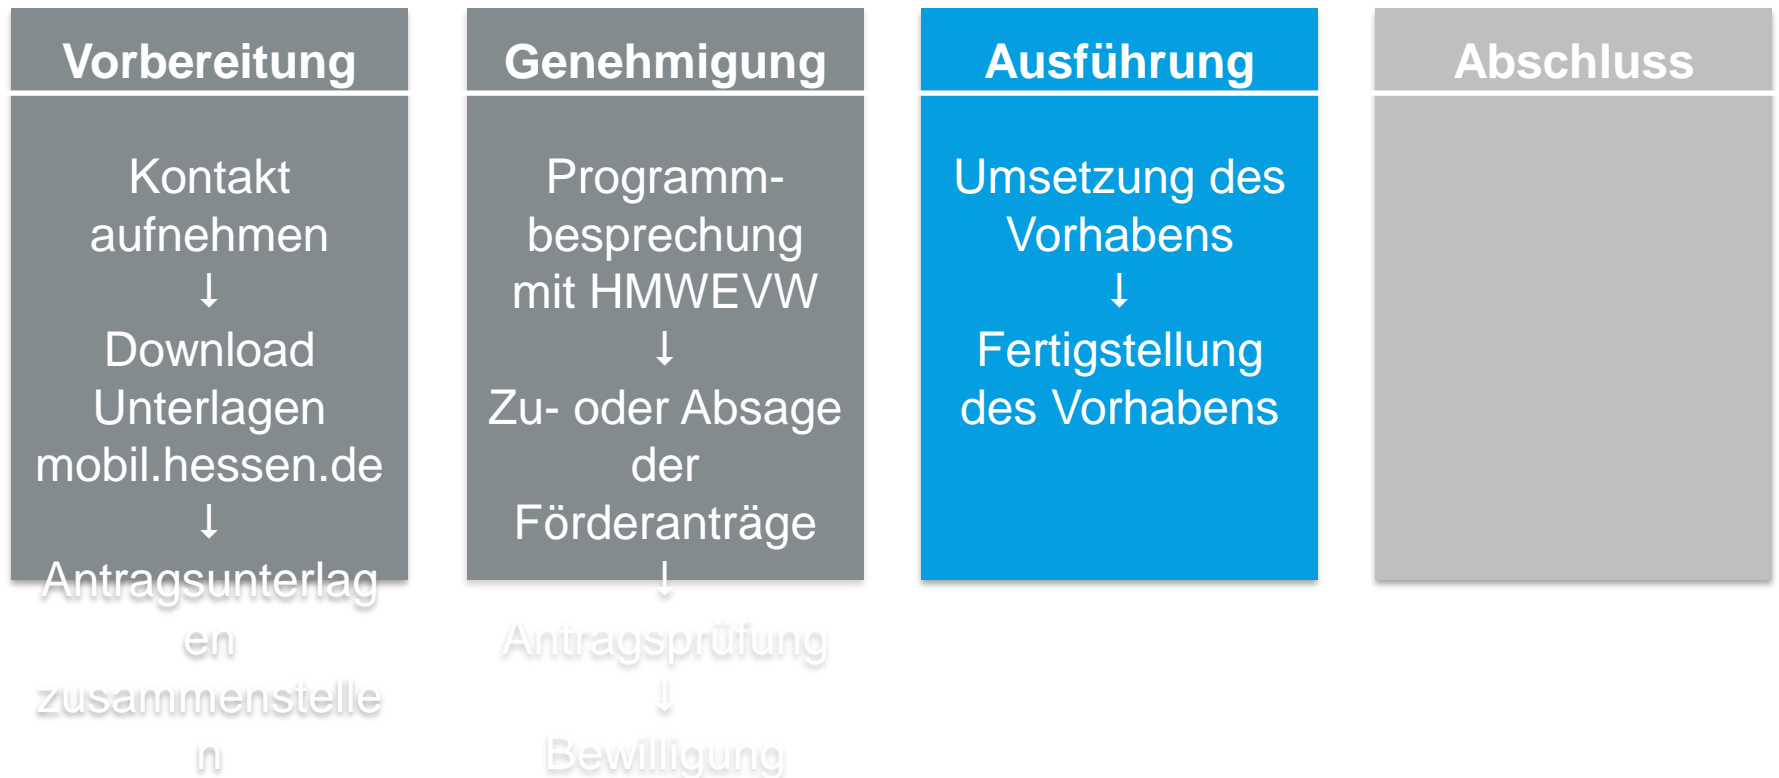 Vorbereitung
Kontakt
aufnehmen
↓
Download
Unterlagen
mobil.hessen.de
↓
Antragsunterlag
en
zusammenstelle
n
Genehmigung
Programm-
besprechung
mit HMWEVW
↓
Zu- oder Absage
der
Förderanträge
↓
Antragsprüfung
↓
Bewilligung
Ausführung
Umsetzung des
Vorhabens
↓
Fertigstellung
des Vorhabens
Abschluss